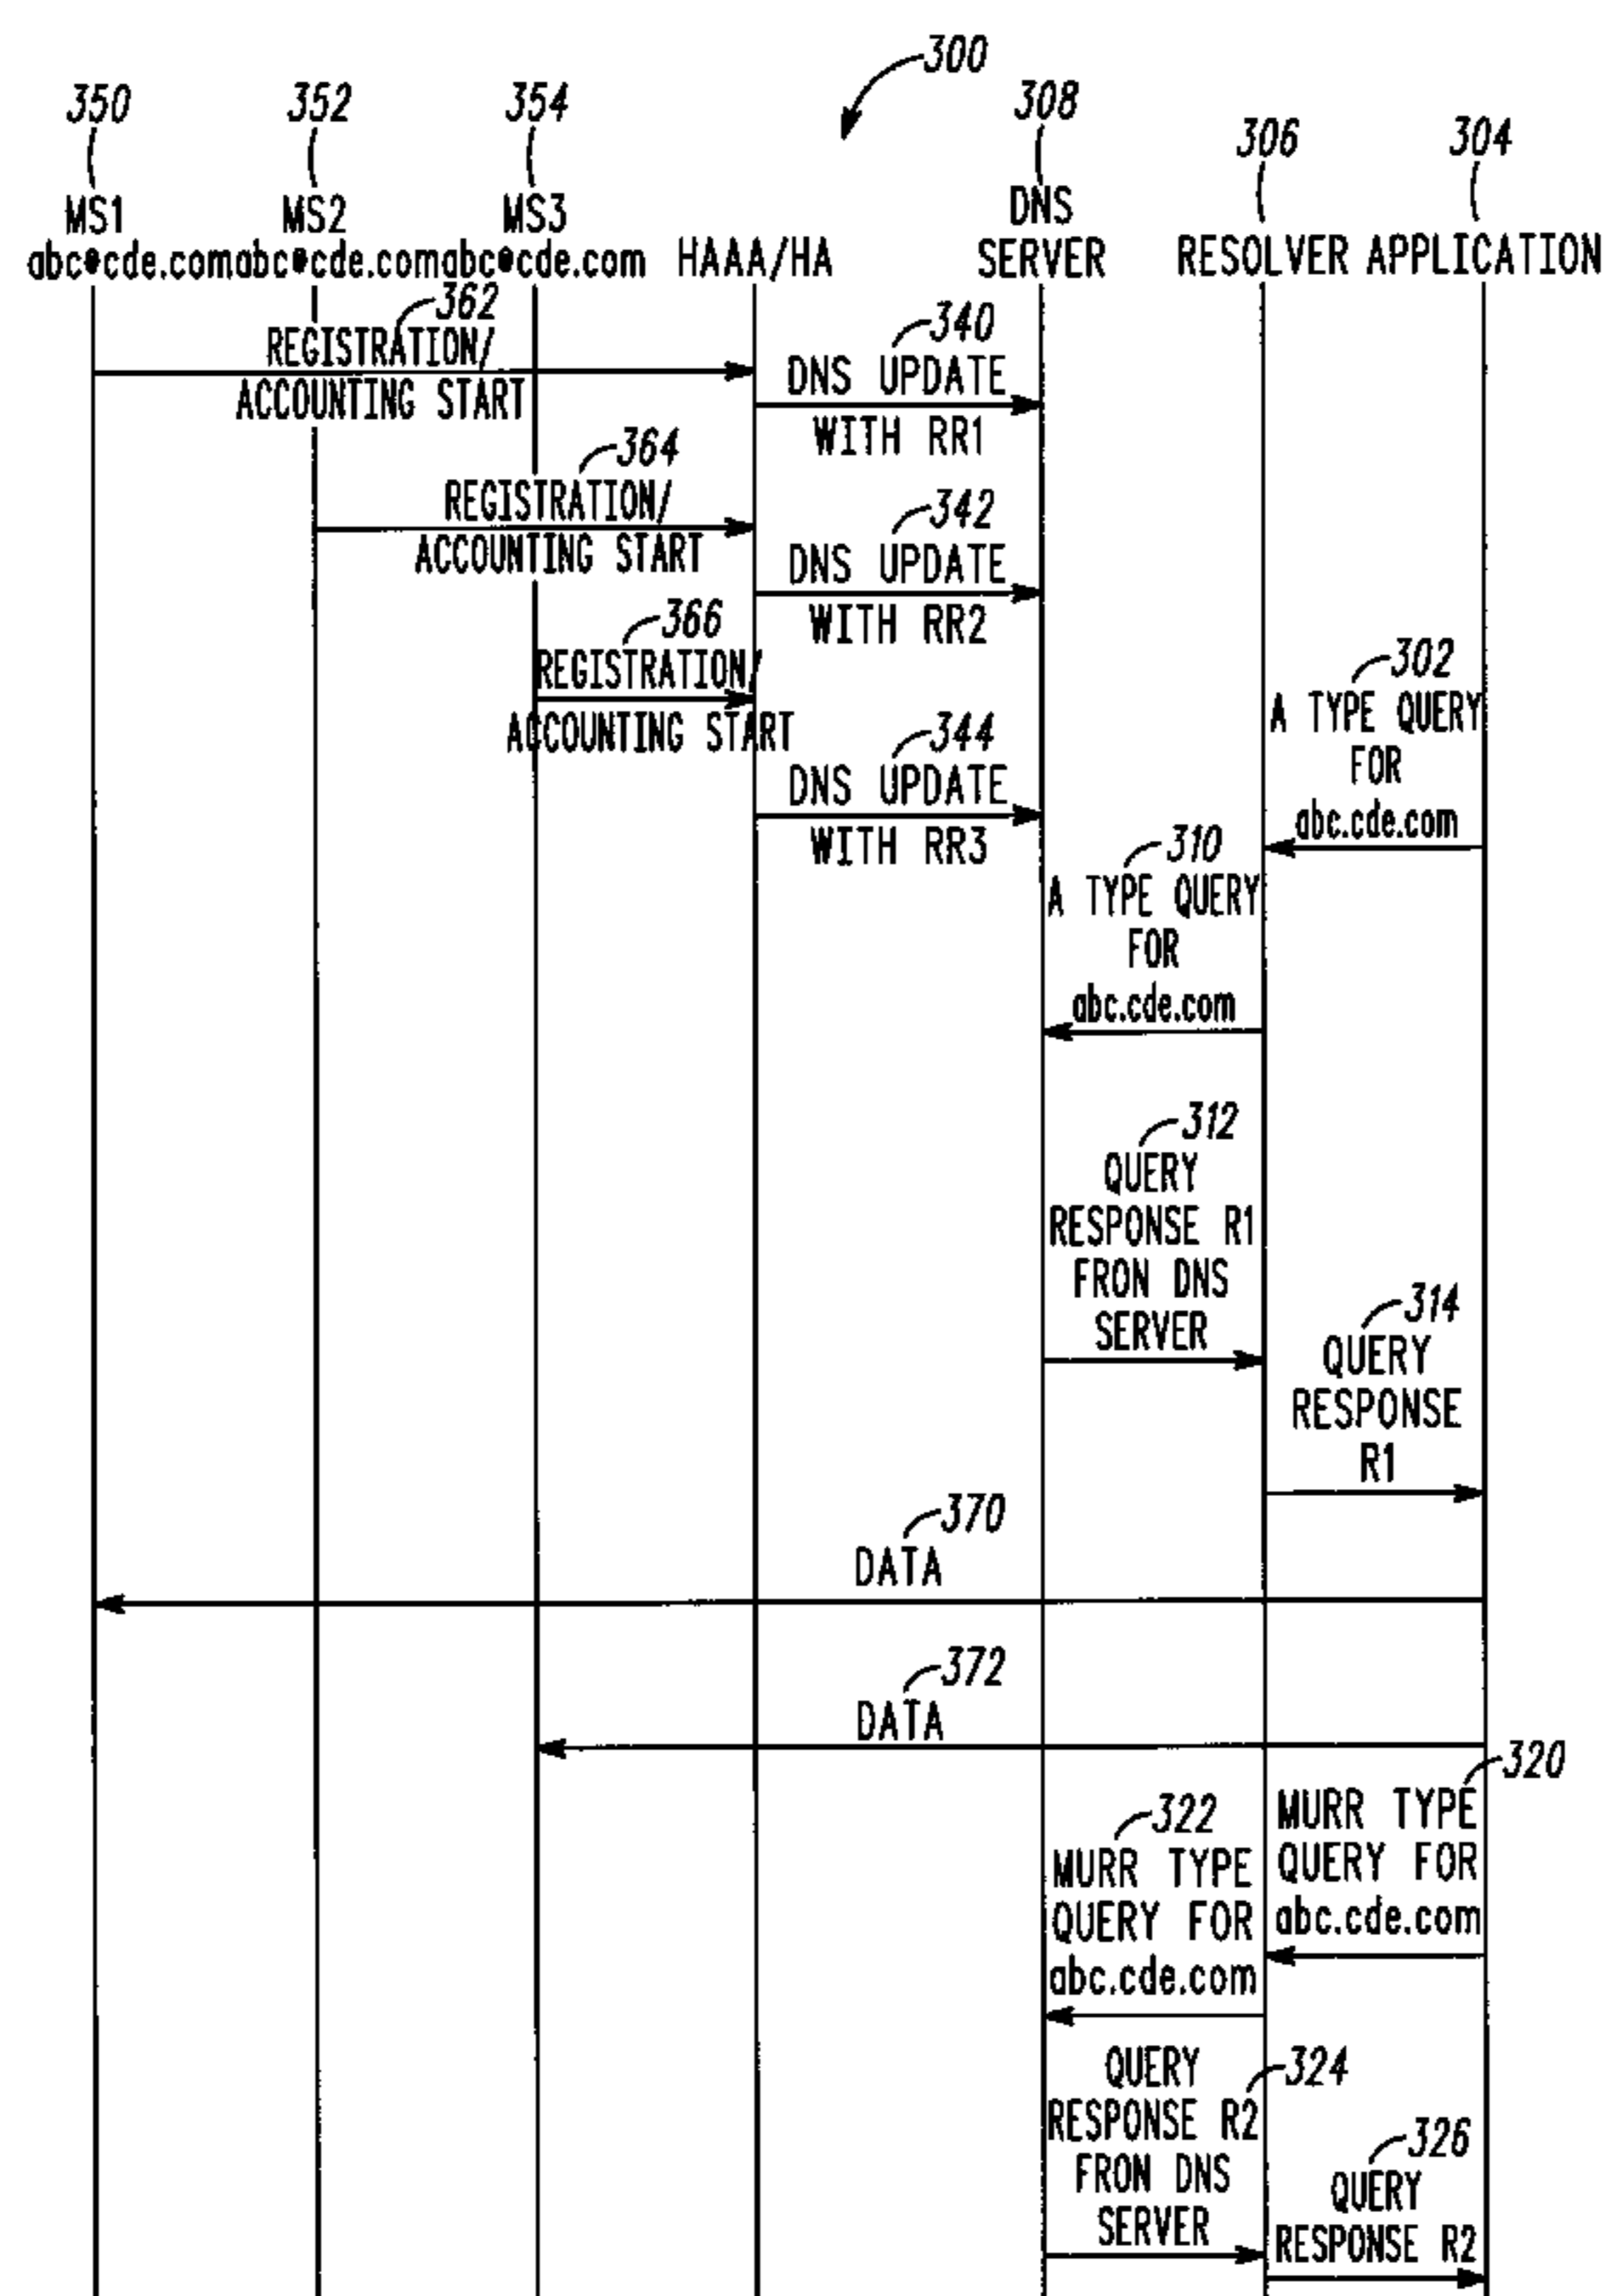 300
350
352
354
308
306
304
MS1
MS2
MS3
DNS
abc@cde.com
abc@cde.com
abc@cde.com
HAAA/HA
SERVER
RESOLVER
APPLICATION
362
REGISTRATION/
ACCOUNTING START
340
DNS UPDATE
WITH RR1
364
REGISTRATION/
ACCOUNTING START
342
DNS UPDATE
WITH RR2
366
REGISTRATION/
ACCOUNTING START
302
A TYPE QUERY
FOR
abc.cde.com
344
DNS UPDATE
WITH RR3
310
A TYPE QUERY
FOR
abc.cde.com
312
QUERY
RESPONSE R1
FRON DNS
SERVER
314
QUERY
RESPONSE
R1
370
DATA
372
DATA
320
MURR TYPE
QUERY FOR
abc.cde.com
322
MURR TYPE
QUERY FOR
abc.cde.com
324
QUERY
RESPONSE R2
FRON DNS
SERVER
326
QUERY
RESPONSE R2